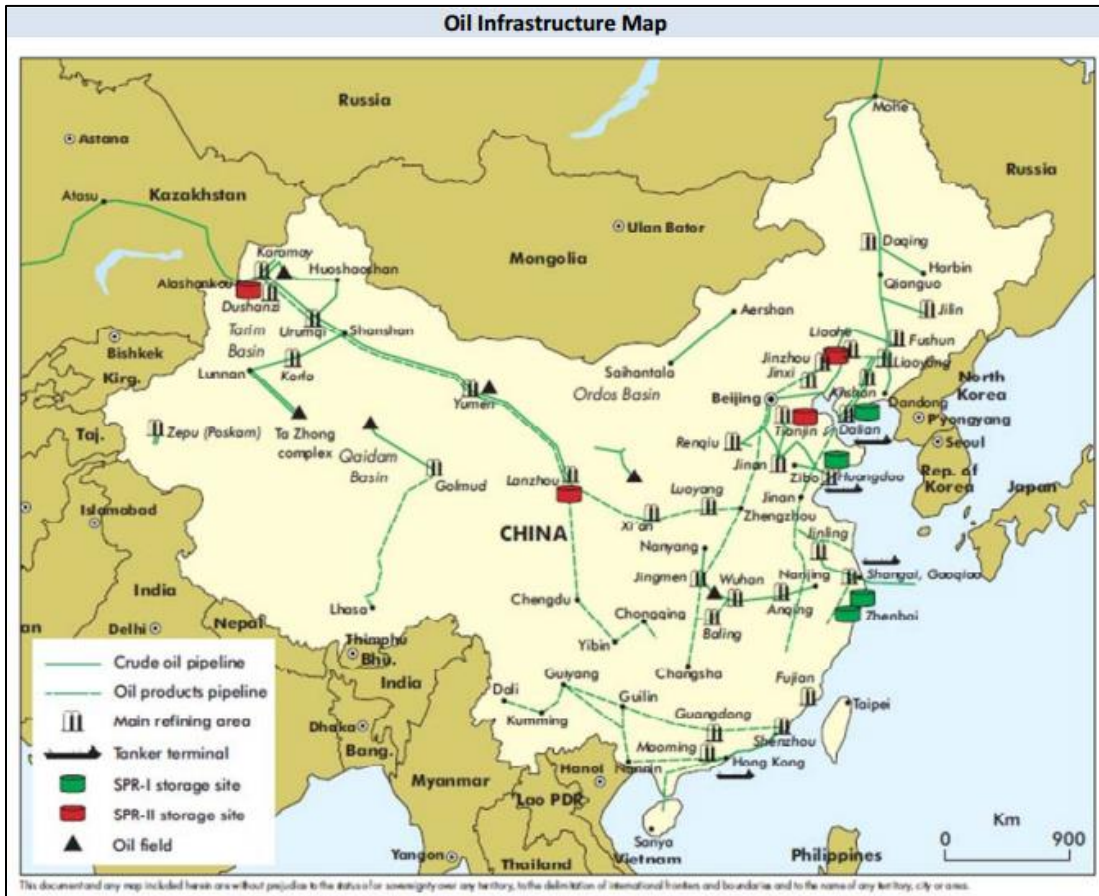 Oil Infrastructure Map
Russia
Mohe
Astana
Russia
Atasu
Kazakhstan
Ulan Bator
Daqing
Karamay
Mongolia
Harbin
Huoshaoshan
Alashankou
Qianguo
Dushanzi
Aershan
Jilin
Tarim
Basin
Urumqi
Shanshan
Liaohe
Fushun
Bishkek
Jinzhou
Liaoyang
Kirg.
Korla
Saihantala
Jinxi
North
Korea
Lunnan
Ordos Basin
Anshan
Yumen
Beijing
Dandong
Taj.
Tianjin
Dalian
P'yongyang
Zepu (Poskam)
Ta Zhong
complex
Renqiu
Seoul
Qaidam
Basin
Golmud
Lanzhou
Jinan
Zibo
Huangdao
Rep. of
Korea
Luoyang
Jinan
Japan
Islamabad
Xi'an
Zhengzhou
CHINA
Nanyang
Jinling
India
Jingmen
Wuhan
Nanjing
Shangai, Gaoqiao
Lhasa
Chengdu
Chongqing
Anqing
Zhenhai
Delhi
Nepal
Baling
Yibin
Thimphu
Bhu.
Changsha
India
Guiyang
Fujian
Dali
Guilin
Taipei
Kumming
Guangdong
Dhaka
Shenzhou
Bang.
Maoming
Hanoi
Nannin
Hong Kong
Myanmar
Lao PDR
Sanya
Vietnam
Yangon
Thailand
Philippines
Crude oil pipeline
Oil products pipeline
Main refining area
Tanker terminal
SPR-I storage site
SPR-II storage site
Oil field
Km
0 900
This document and any map included herein are without prejudice to the status of or sovereignty over any territory, to the delimitation of international frontiers and boundaries and to the name of any territory, city or area.